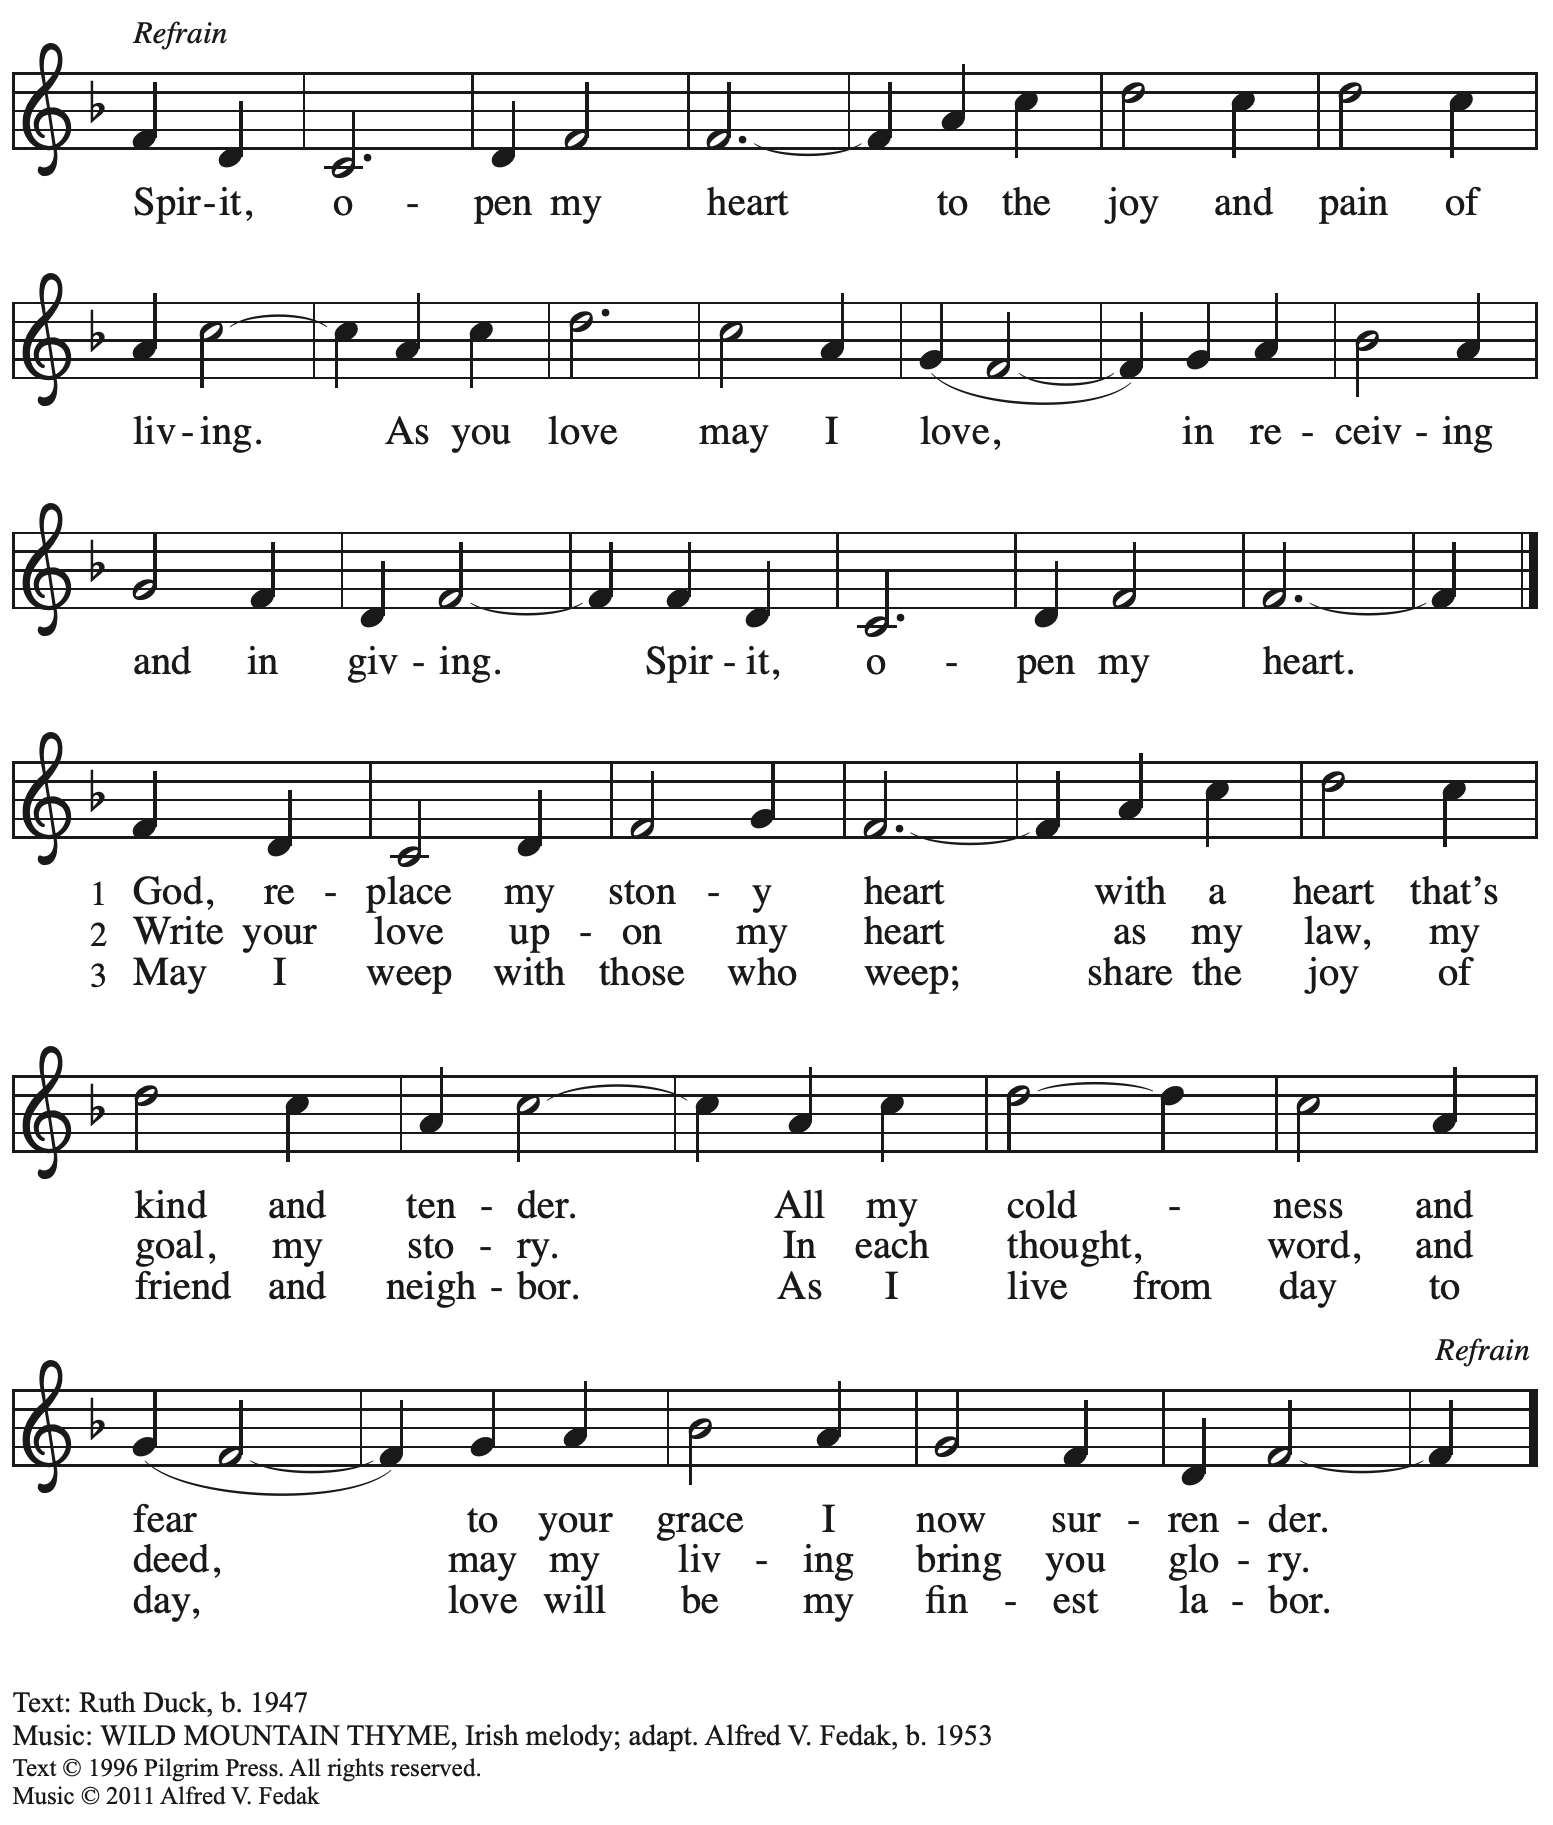 Refrain
Spir-it, o - pen my heart to the joy and pain of
liv - ing. As you love may I love, in re - ceiv - ing
and in giv - ing. Spir - it, o - pen my heart.
1 God, re - place my ston - y heart with a heart that's
2 Write your love up - on my heart as my law, my
3 May I weep with those who weep; share the joy of
kind and ten - der. All my cold - ness and
goal, my sto - ry. In each thought, word, and
friend and neigh - bor. As I live from day to
Refrain
fear to your grace I now sur - ren - der.
deed, may my liv - ing bring you glo - ry.
day, love will be my fin - est la - bor.
Text: Ruth Duck, b. 1947
Music: WILD MOUNTAIN THYME, Irish melody; adapt. Alfred V. Fedak, b. 1953
Text © 1996 Pilgrim Press. All rights reserved.
Music © 2011 Alfred V. Fedak